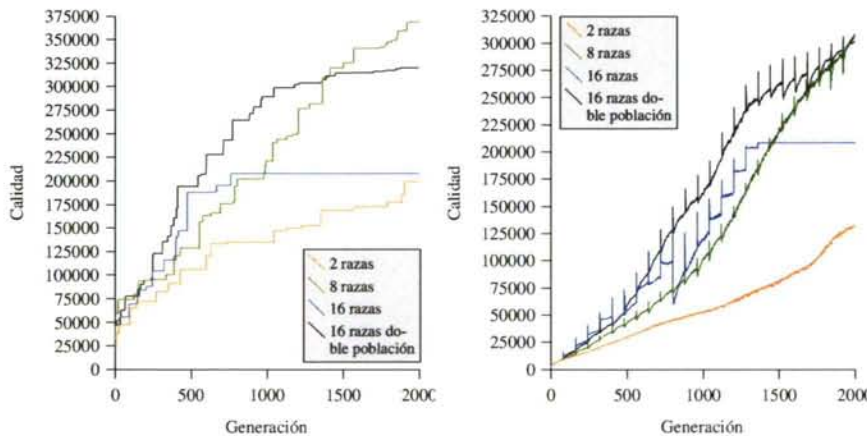 375000
350000
325000
300000
275000
250000
225000
200000
175000
150000
125000
100000
75000
50000
25000
0
Calidad
2 razas
8 razas
16 razas
16 razas do-
ble población
0
500
1000
1500
200
Generación
325000
300000
275000
250000
225000
200000
175000
150000
125000
100000
75000
50000
25000
0
Calidad
2 razas
8 razas
16 razas
16 razas do-
ble población
0
500
1000
1500
2000
Generación